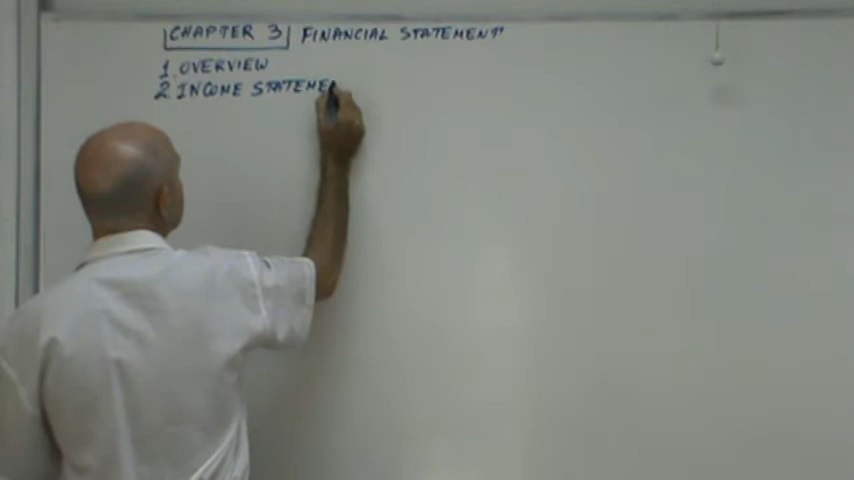 CHAPTER 3 FINANCIAL STATEMENT
1. OVERVIEW
2 INCOME STATEME